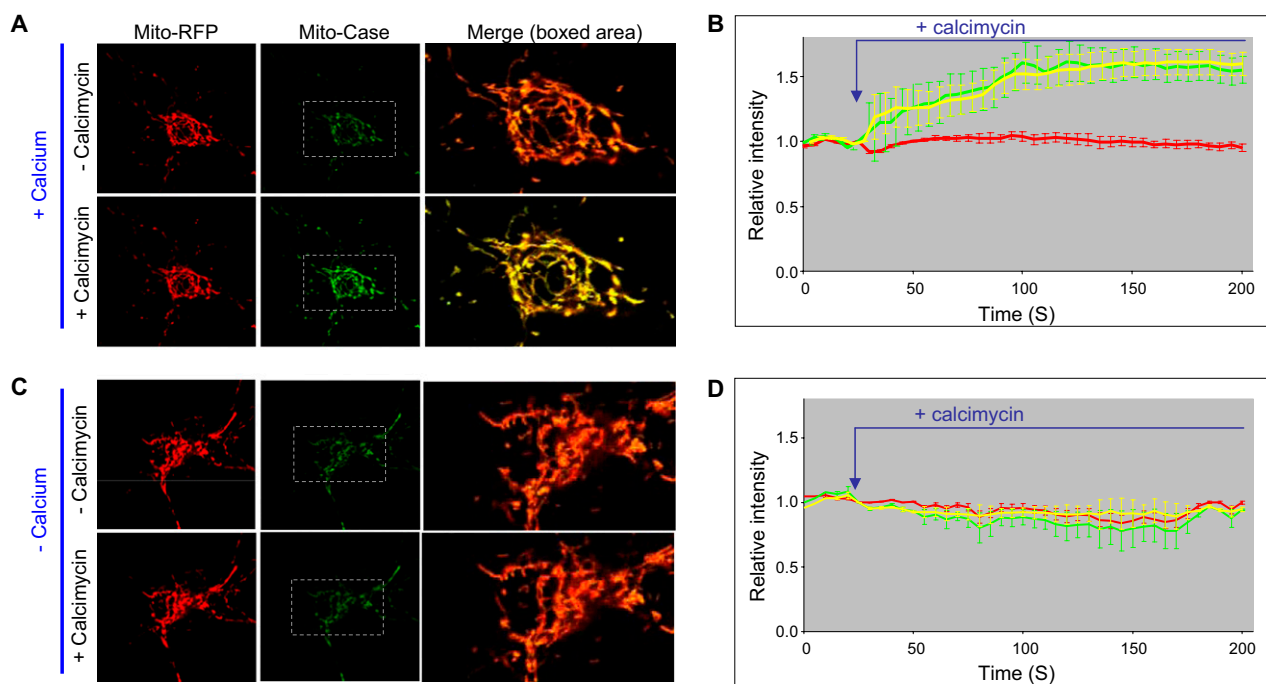 A
Mito-RFP
Mito-Case
Merge (boxed area)
+ Calcium
- Calcimycin
+ Calcimycin
B
+ calcimycin
Relative intensity
1.5
1.0
0.5
0.0
0
50
100
150
200
Time (S)
C
- Calcium
- Calcimycin
+ Calcimycin
D
+ calcimycin
Relative intensity
1.5
1.0
0.5
0.0
0
50
100
150
200
Time (S)